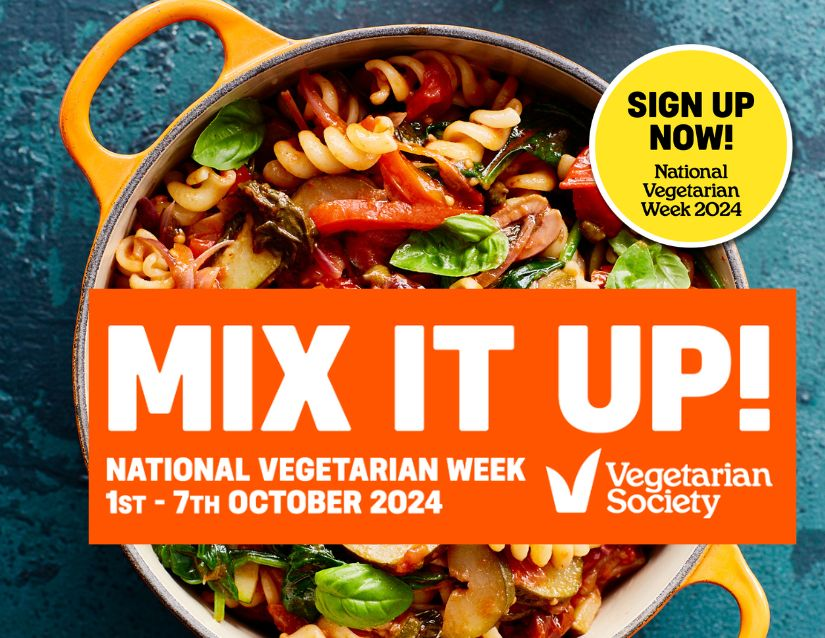 SIGN UP
NOW!
National
Vegetarian
Week 2024
MIX IT UP!
NATIONAL VEGETARIAN WEEK
1ST - 7TH OCTOBER 2024
Vegetarian
Society